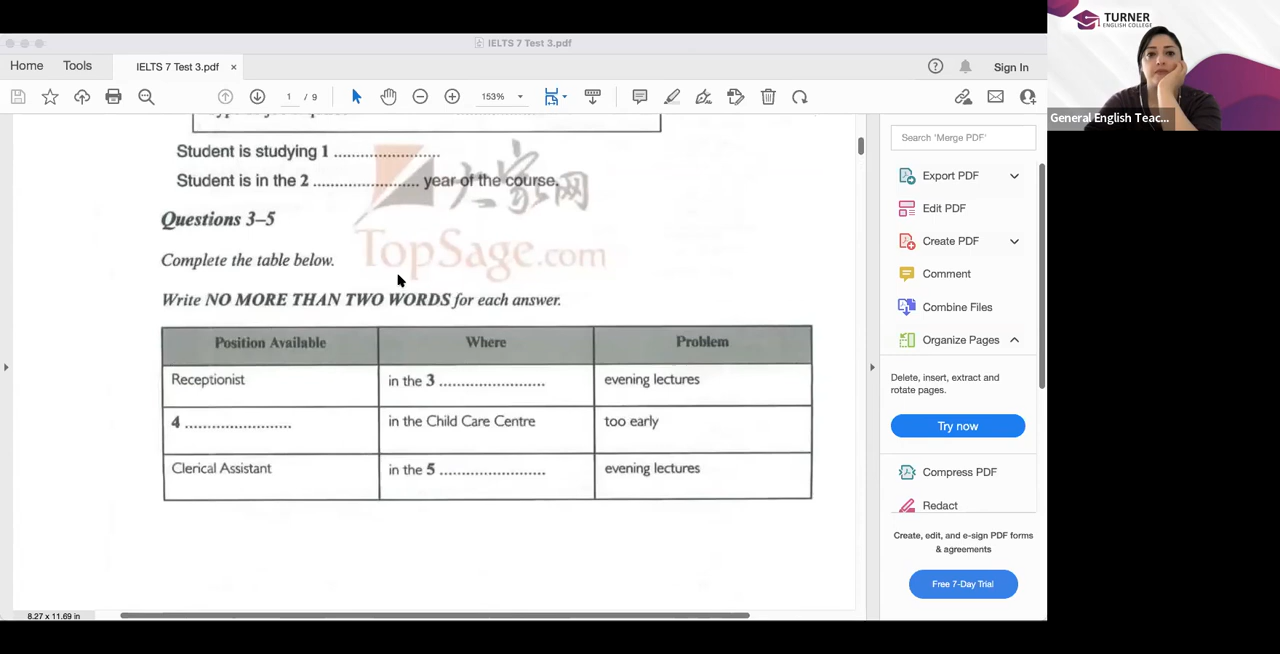 IELTS 7 Test 3.pdf
Home Tools IELTS 7 Test 3.pdf × Sign In
1 / 9 153%
Student is studying 1 ......................
Student is in the 2 ...................... year of the course.
大家网
TopSage.com
Questions 3–5
Complete the table below.
Write NO MORE THAN TWO WORDS for each answer.
Position Available Where Problem
Receptionist in the 3 ...................... evening lectures
4 ...................... in the Child Care Centre too early
Clerical Assistant in the 5 ...................... evening lectures
8.27 x 11.69 in
Search 'Merge PDF'
Export PDF
Edit PDF
Create PDF
Comment
Combine Files
Organize Pages
Delete, insert, extract and
rotate pages.
Try now
Compress PDF
Redact
Create, edit, and e-sign PDF forms
& agreements
Free 7-Day Trial
TURNER
ENGLISH COLLEGE
General English Teac...